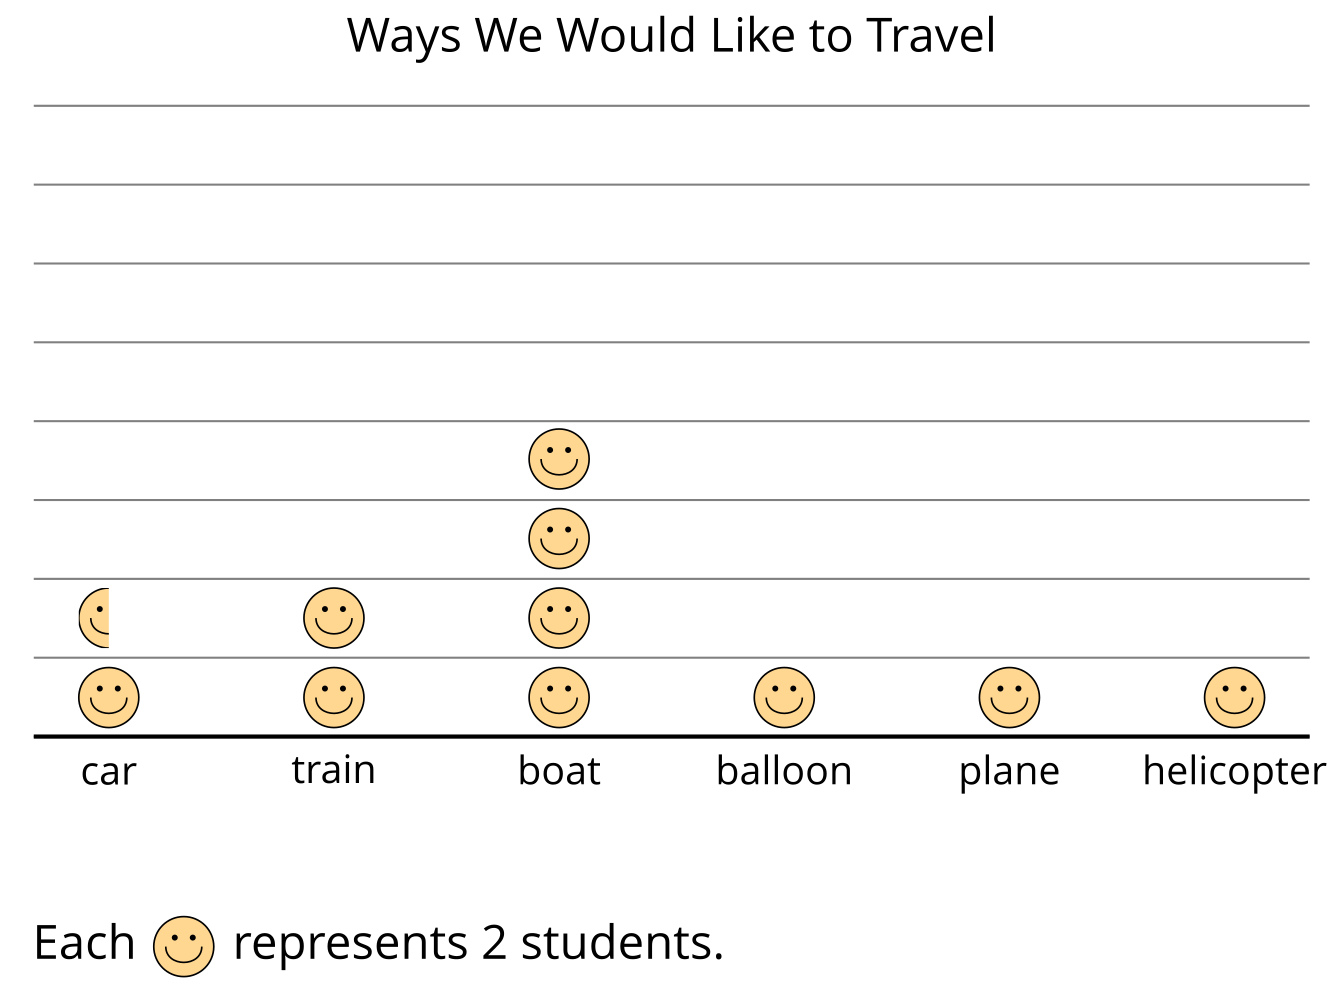 Ways We Would Like to Travel
car train boat balloon plane helicopter
Each represents 2 students.